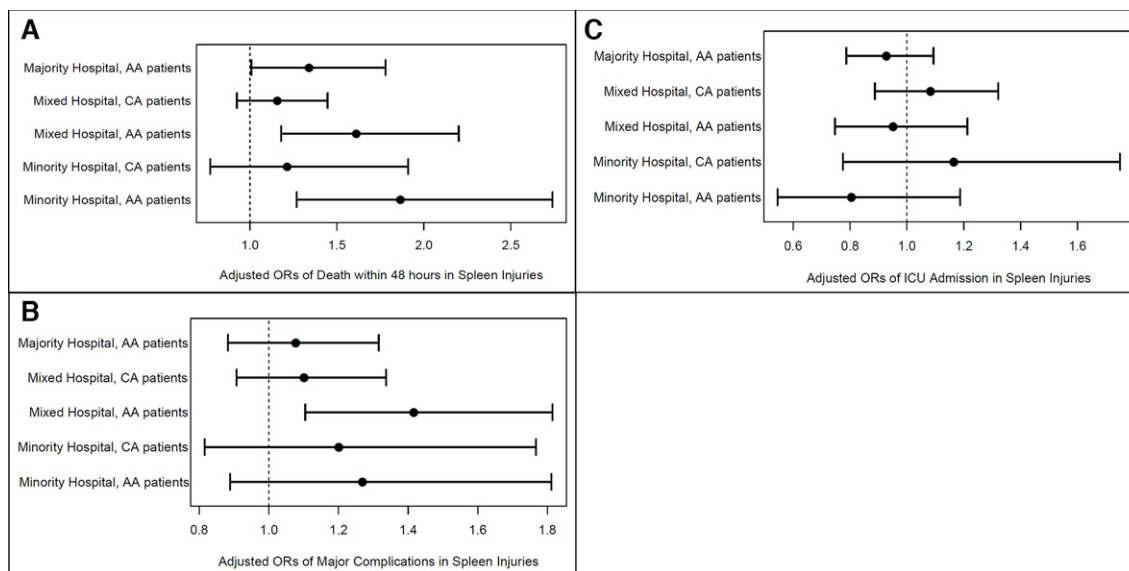 A
Majority Hospital, AA patients
Mixed Hospital, CA patients
Mixed Hospital, AA patients
Minority Hospital, CA patients
Minority Hospital, AA patients
1.0 1.5 2.0 2.5
Adjusted ORs of Death within 48 hours in Spleen Injuries
C
Majority Hospital, AA patients
Mixed Hospital, CA patients
Mixed Hospital, AA patients
Minority Hospital, CA patients
Minority Hospital, AA patients
0.6 0.8 1.0 1.2 1.4 1.6
Adjusted ORs of ICU Admission in Spleen Injuries
B
Majority Hospital, AA patients
Mixed Hospital, CA patients
Mixed Hospital, AA patients
Minority Hospital, CA patients
Minority Hospital, AA patients
0.8 1.0 1.2 1.4 1.6 1.8
Adjusted ORs of Major Complications in Spleen Injuries